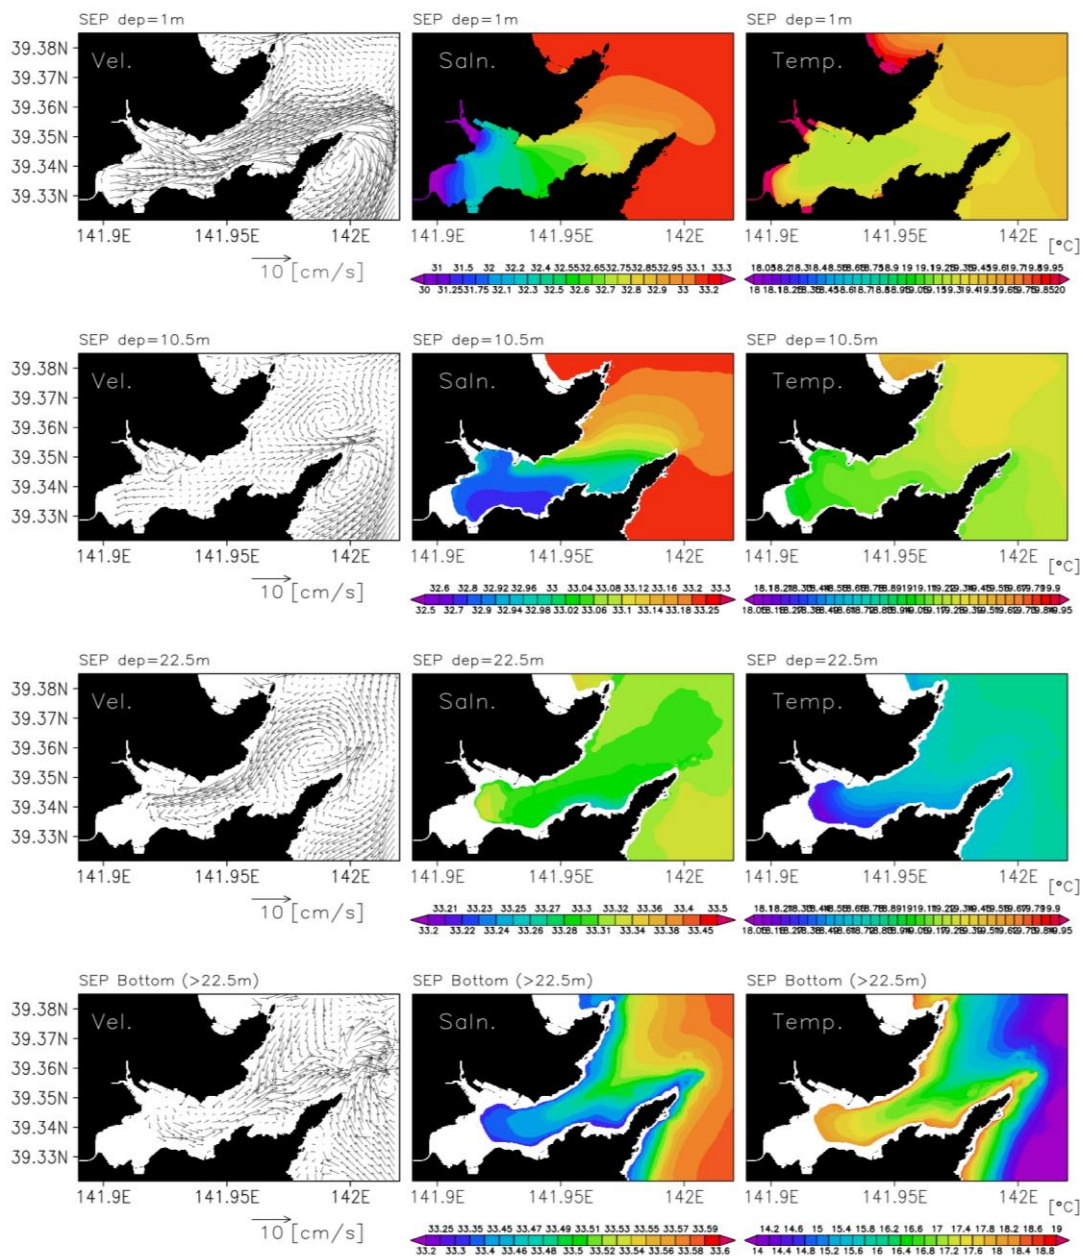 SEP dep=1m SEP dep=1m SEP dep=1m
39.38N Vel. Saln. Temp.
39.37N
39.36N
39.35N
39.34N
39.33N
141.9E 141.95E 142E 141.9E 141.95E 142E 141.9E 141.95E 142E
[°C]
10 [cm/s]
31 31.5 32 32.2 32.4 32.55 32.65 32.75 32.85 32.95 33.1 33.3
30 31.25 31.75 32.1 32.3 32.5 32.6 32.7 32.8 32.9 33 33.2
SEP dep=10.5m SEP dep=10.5m SEP dep=10.5m
39.38N Vel. Saln. Temp.
39.37N
39.36N
39.35N
39.34N
39.33N
141.9E 141.95E 142E 141.9E 141.95E 142E 141.9E 141.95E 142E
[°C]
10 [cm/s]
32.6 32.8 32.92 32.96 33 33.04 33.08 33.12 33.16 33.2 33.3
32.5 32.7 32.9 32.94 32.98 33.03 33.06 33.1 33.14 33.18 33.25
SEP dep=22.5m SEP dep=22.5m SEP dep=22.5m
39.38N Vel. Saln. Temp.
39.37N
39.36N
39.35N
39.34N
39.33N
141.9E 141.95E 142E 141.9E 141.95E 142E 141.9E 141.95E 142E
[°C]
10 [cm/s]
33.21 33.23 33.25 33.27 33.3 33.32 33.36 33.4 33.5
33.2 33.22 33.24 33.26 33.28 33.31 33.34 33.38 33.45
SEP Bottom (>22.5m) SEP Bottom (>22.5m) SEP Bottom (>22.5m)
39.38N Vel. Saln. Temp.
39.37N
39.36N
39.35N
39.34N
39.33N
141.9E 141.95E 142E 141.9E 141.95E 142E 141.9E 141.95E 142E
[°C]
10 [cm/s]
33.25 33.35 33.45 33.47 33.49 33.51 33.53 33.55 33.57 33.59
33.2 33.3 33.4 33.46 33.48 33.5 33.52 33.54 33.56 33.58 33.6
14.2 14.6 15 15.4 15.8 16.2 16.6 17 17.4 17.8 18.2 18.6 19
14 14.4 14.8 15.2 15.6 16 16.4 16.8 17.2 17.6 18 18.4 18.8